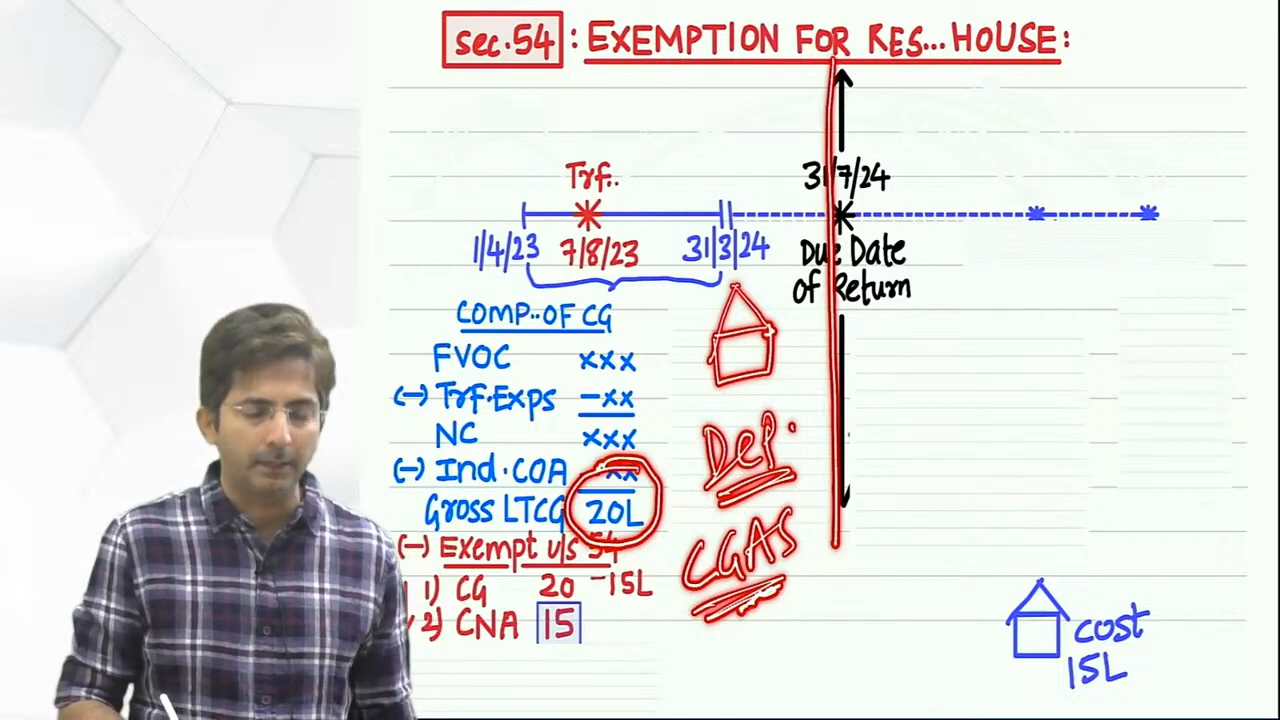 sec.54 : EXEMPTION FOR RES... HOUSE:
Trf..
31/7/24
1/4/23 7/8/23 31/3/24
Due Date
of Return
COMP..OF CG
FVOC xxx
(-) Trf.Exps -xx
NC xxx
(-) Ind.COA -xx
Gross LTCG 20L
(-) Exempt u/s 54
1) CG 20 -15L
2) CNA 15
DEP.
CGAS
cost
15L